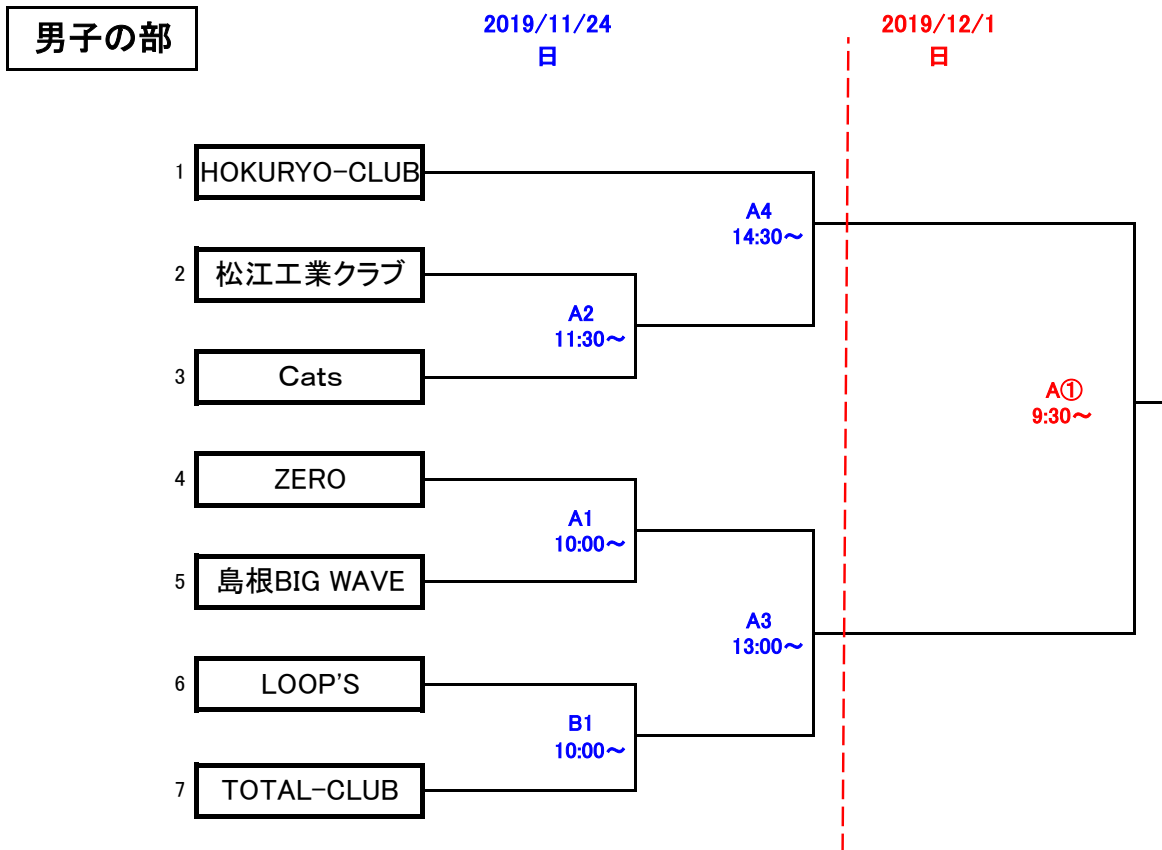 男子の部
2019/11/24
日
2019/12/1
日
1 HOKURYO-CLUB
A4
14:30～
2 松江工業クラブ
A2
11:30～
3 Cats
A①
9:30～
4 ZERO
A1
10:00～
5 島根BIG WAVE
A3
13:00～
6 LOOP'S
B1
10:00～
7 TOTAL-CLUB